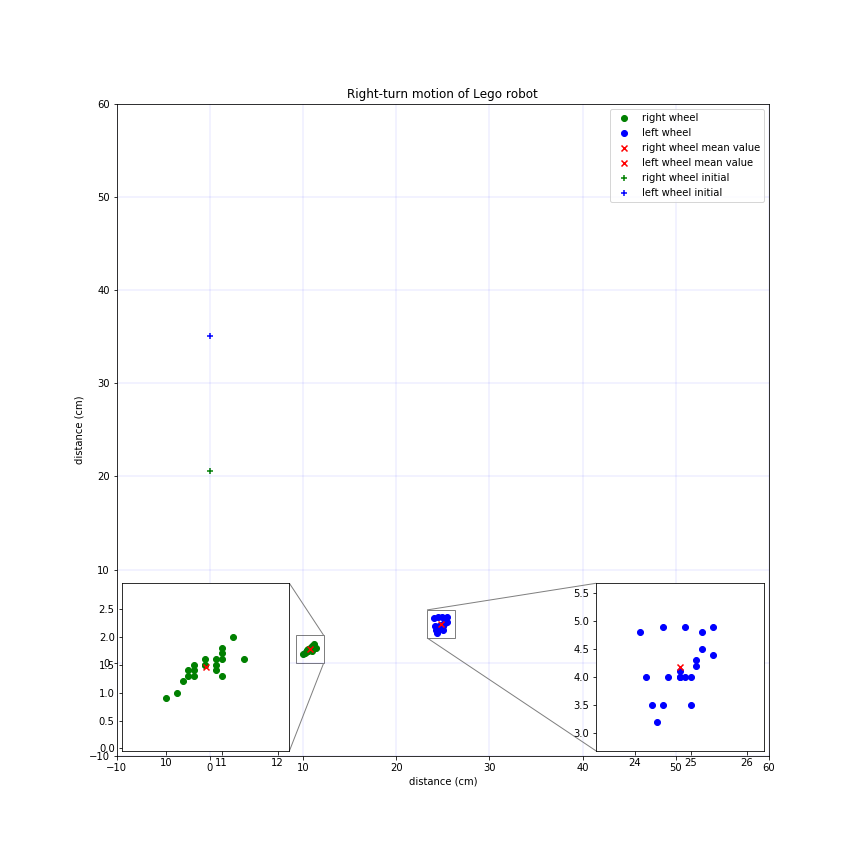 Right-turn motion of Lego robot
60
right wheel
left wheel
right wheel mean value
left wheel mean value
right wheel initial
left wheel initial
50
40
30
distance (cm)
20
10
5.5
2.5
5.0
2.0
4.5
0
1.5
4.0
1.0
3.5
0.5
3.0
0.0
−10
10 11 12
24 25 26
−10 0 10 20 30 40 50 60
distance (cm)